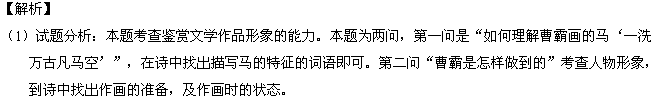 【解析】
（1）试题分析：本题考查鉴赏文学作品形象的能力。本题为两问，第一问是“如何理解曹霸画的马‘一洗
万古凡马空’”，在诗中找出描写马的特征的词语即可。第二问“曹霸是怎样做到的”考查人物形象，
到诗中找出作画的准备，及作画时的状态。